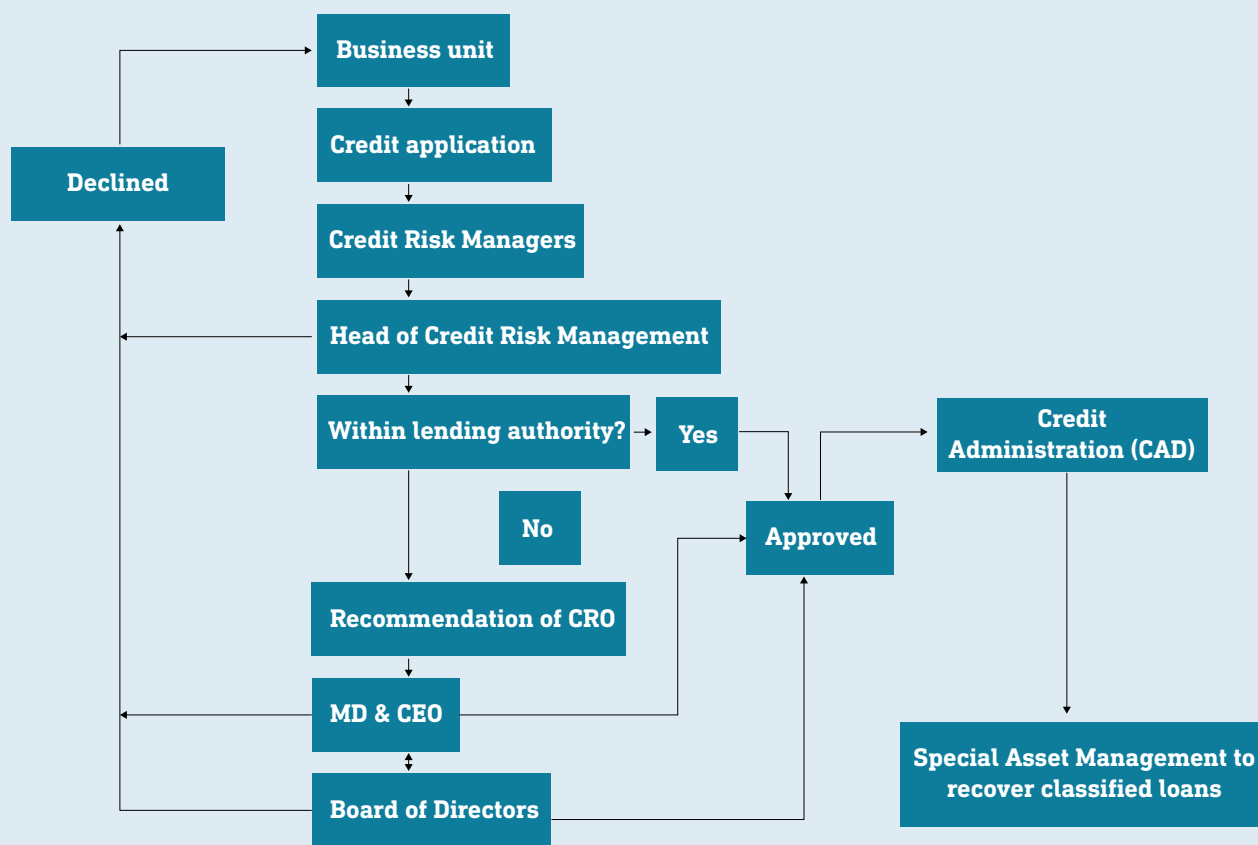 Business unit
Credit application
Declined
Credit Risk Managers
Head of Credit Risk Management
Within lending authority?
Yes
Credit
Administration (CAD)
No
Approved
Recommendation of CRO
MD & CEO
Special Asset Management to
recover classified loans
Board of Directors